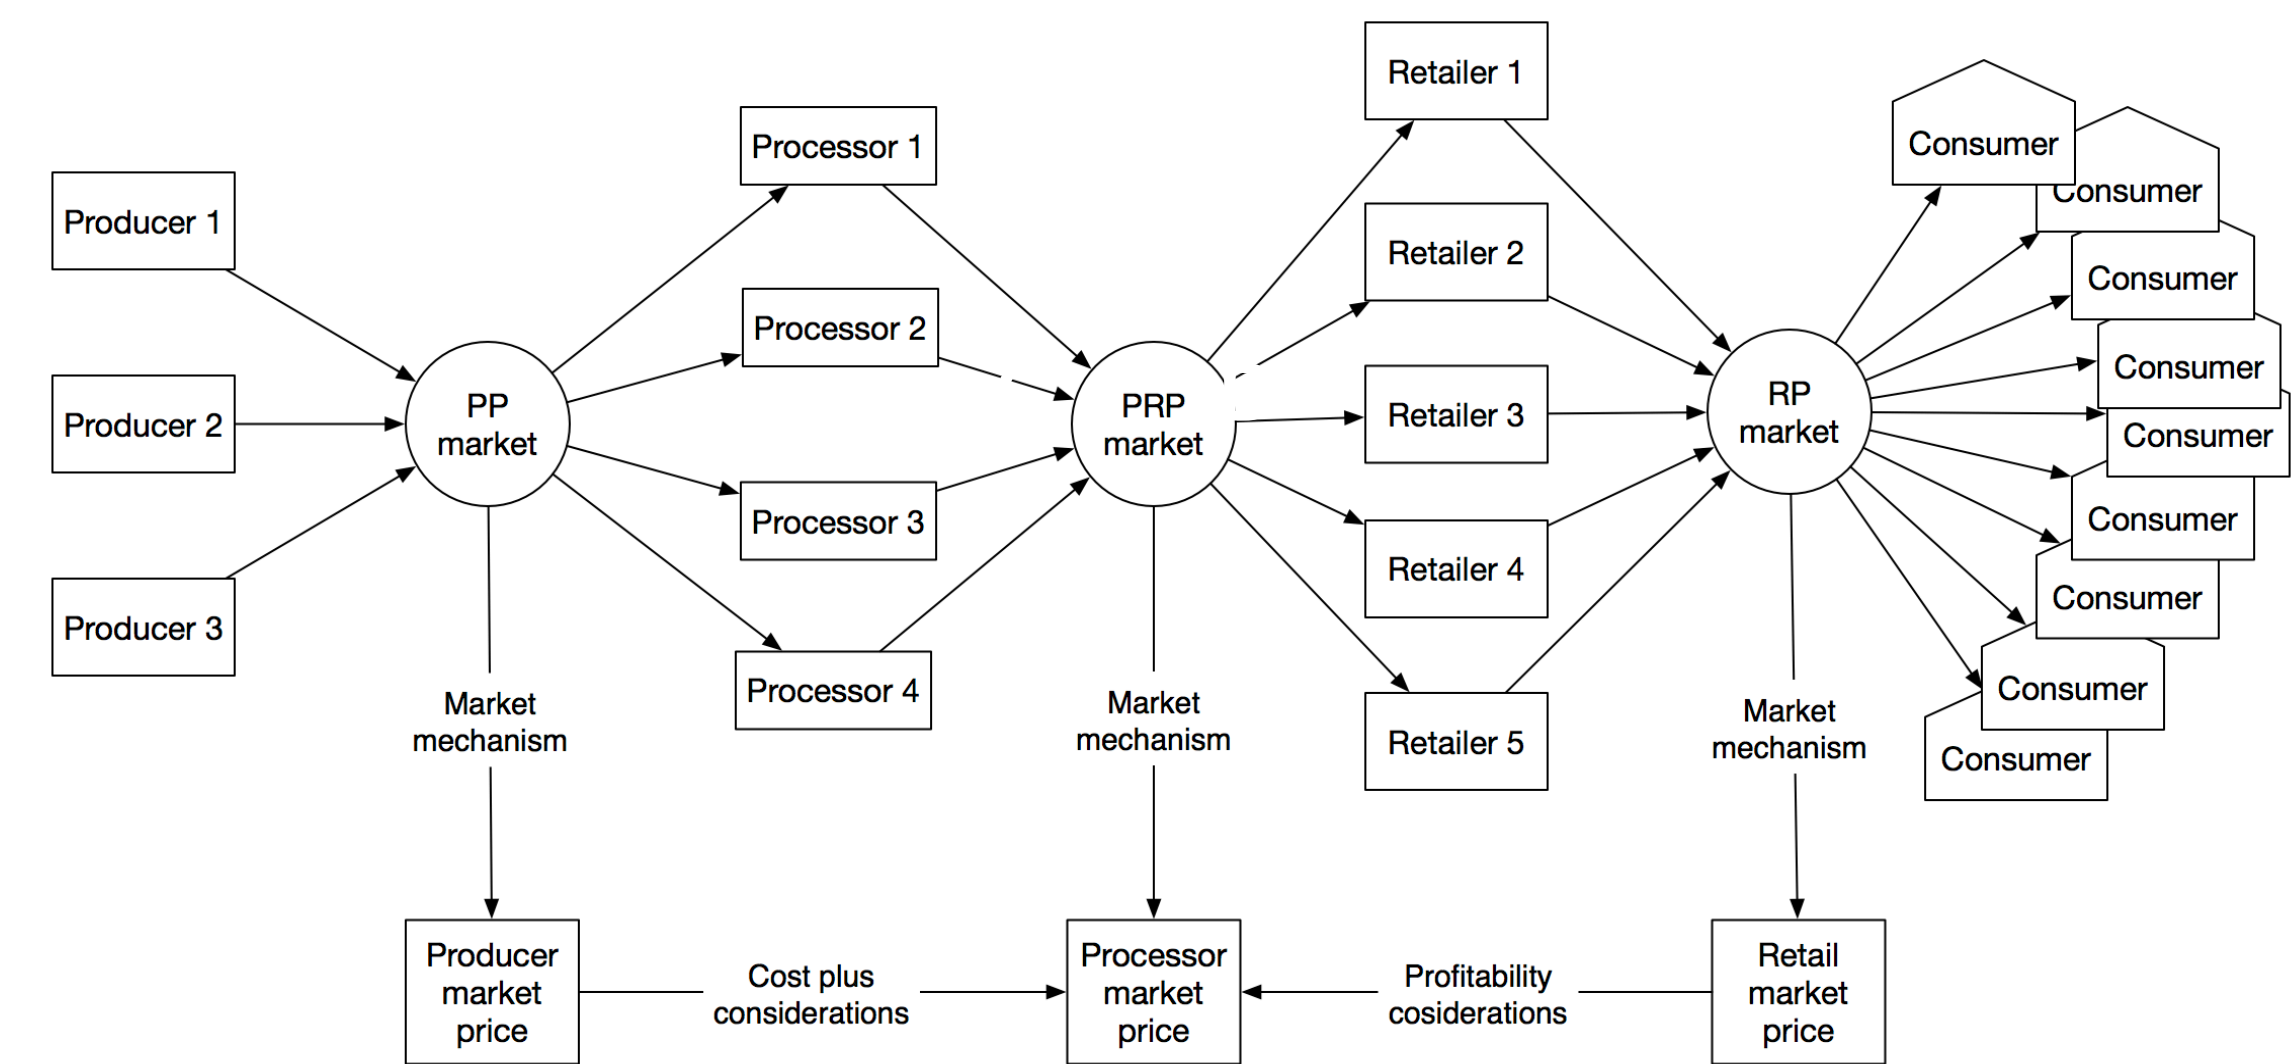 Retailer 1
Consumer
Processor 1
Consumer
Producer 1
Retailer 2
Consumer
Processor 2
Consumer
PP
market
PRP
market
RP
market
Producer 2
Retailer 3
Consumer
Processor 3
Consumer
Retailer 4
Consumer
Producer 3
Processor 4
Consumer
Market
mechanism
Market
mechanism
Retailer 5
Market
mechanism
Consumer
Producer
market
price
Cost plus
considerations
Processor
market
price
Profitability
cosiderations
Retail
market
price